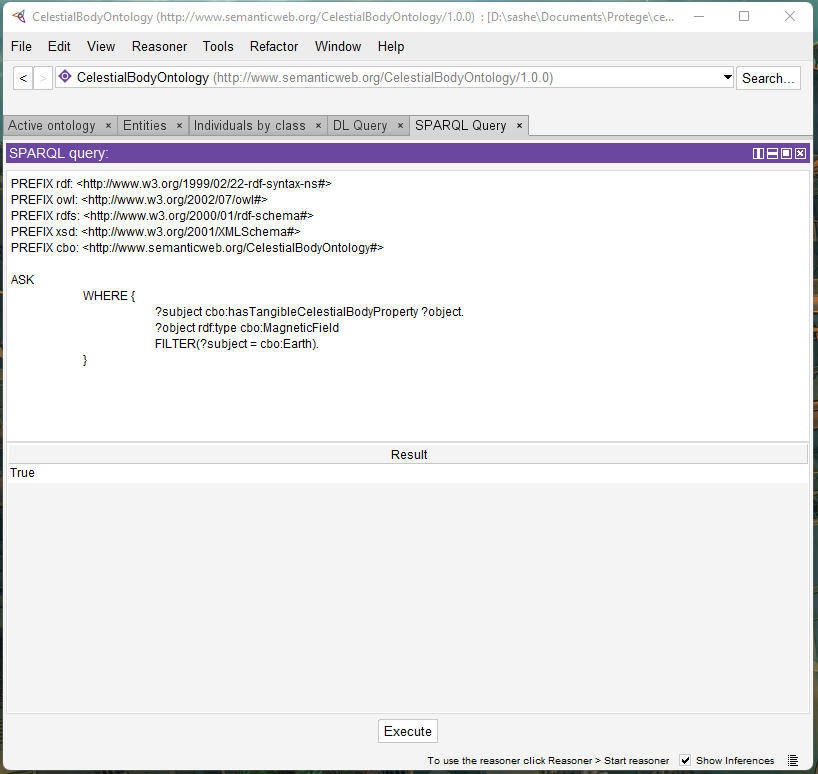 CelestialBodyOntology (http://www.semanticweb.org/CelestialBodyOntology/1.0.0) : [D:\sashe\Documents\Protege\ce...
File Edit View Reasoner Tools Refactor Window Help
< > CelestialBodyOntology (http://www.semanticweb.org/CelestialBodyOntology/1.0.0) Search...
Active ontology × Entities × Individuals by class × DL Query × SPARQL Query ×
SPARQL query:
PREFIX rdf: <http://www.w3.org/1999/02/22-rdf-syntax-ns#>
PREFIX owl: <http://www.w3.org/2002/07/owl#>
PREFIX rdfs: <http://www.w3.org/2000/01/rdf-schema#>
PREFIX xsd: <http://www.w3.org/2001/XMLSchema#>
PREFIX cbo: <http://www.semanticweb.org/CelestialBodyOntology#>
ASK
WHERE {
?subject cbo:hasTangibleCelestialBodyProperty ?object.
?object rdf:type cbo:MagneticField
FILTER(?subject = cbo:Earth).
}
Result
True
Execute
To use the reasoner click Reasoner > Start reasoner Show Inferences